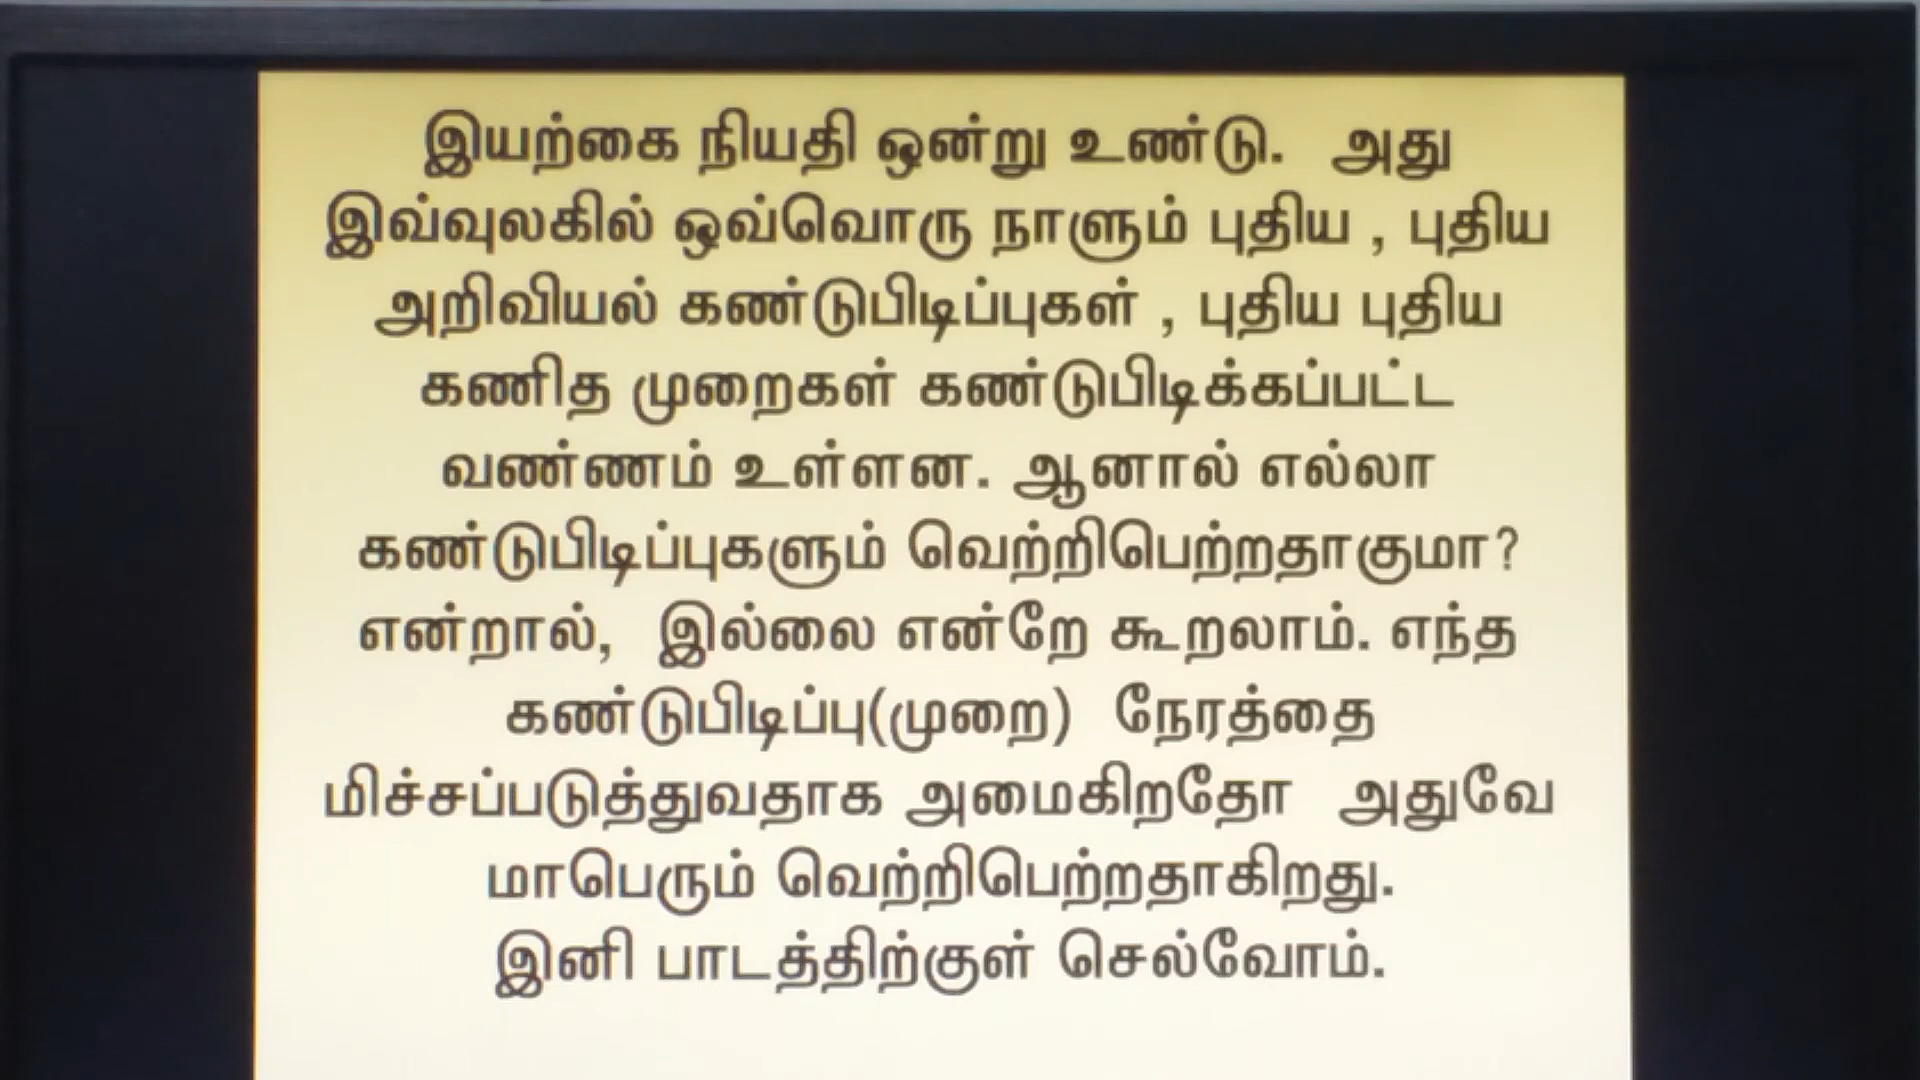 இயற்கை நியதி ஒன்று உண்டு. அது
இவ்வுலகில் ஒவ்வொரு நாளும் புதிய , புதிய
அறிவியல் கண்டுபிடிப்புகள் , புதிய புதிய
கணித முறைகள் கண்டுபிடிக்கப்பட்ட
வண்ணம் உள்ளன. ஆனால் எல்லா
கண்டுபிடிப்புகளும் வெற்றிபெற்றதாகுமா?
என்றால், இல்லை என்றே கூறலாம். எந்த
கண்டுபிடிப்பு(முறை) நேரத்தை
மிச்சப்படுத்துவதாக அமைகிறதோ அதுவே
மாபெரும் வெற்றிபெற்றதாகிறது.
இனி பாடத்திற்குள் செல்வோம்.